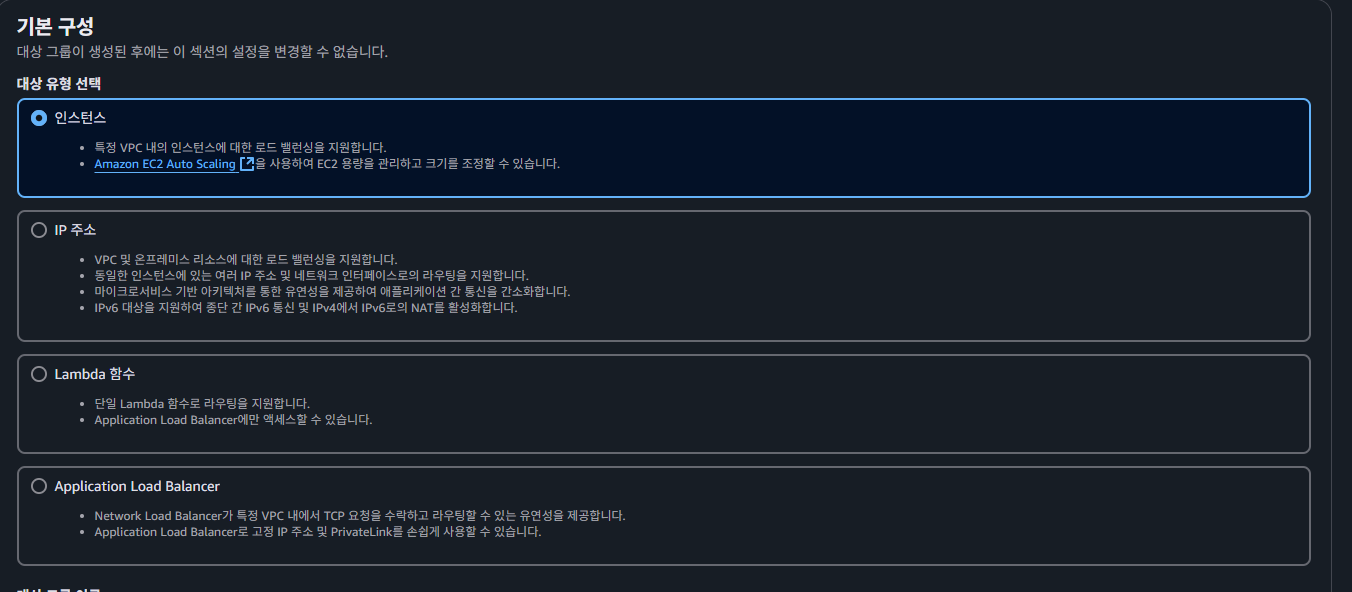 기본 구성
대상 그룹이 생성된 후에는 이 섹션의 설정을 변경할 수 없습니다.
대상 유형 선택
인스턴스
특정 VPC 내의 인스턴스에 대한 로드 밸런싱을 지원합니다.
Amazon EC2 Auto Scaling을 사용하여 EC2 용량을 관리하고 크기를 조정할 수 있습니다.
IP 주소
VPC 및 온프레미스 리소스에 대한 로드 밸런싱을 지원합니다.
동일한 인스턴스에 있는 여러 IP 주소 및 네트워크 인터페이스로의 라우팅을 지원합니다.
마이크로서비스 기반 아키텍처를 통한 유연성을 제공하여 애플리케이션 간 통신을 간소화합니다.
IPv6 대상을 지원하여 종단 간 IPv6 통신 및 IPv4에서 IPv6로의 NAT를 활성화합니다.
Lambda 함수
단일 Lambda 함수로 라우팅을 지원합니다.
Application Load Balancer에만 액세스할 수 있습니다.
Application Load Balancer
Network Load Balancer가 특정 VPC 내에서 TCP 요청을 수락하고 라우팅할 수 있는 유연성을 제공합니다.
Application Load Balancer로 고정 IP 주소 및 PrivateLink를 손쉽게 사용할 수 있습니다.